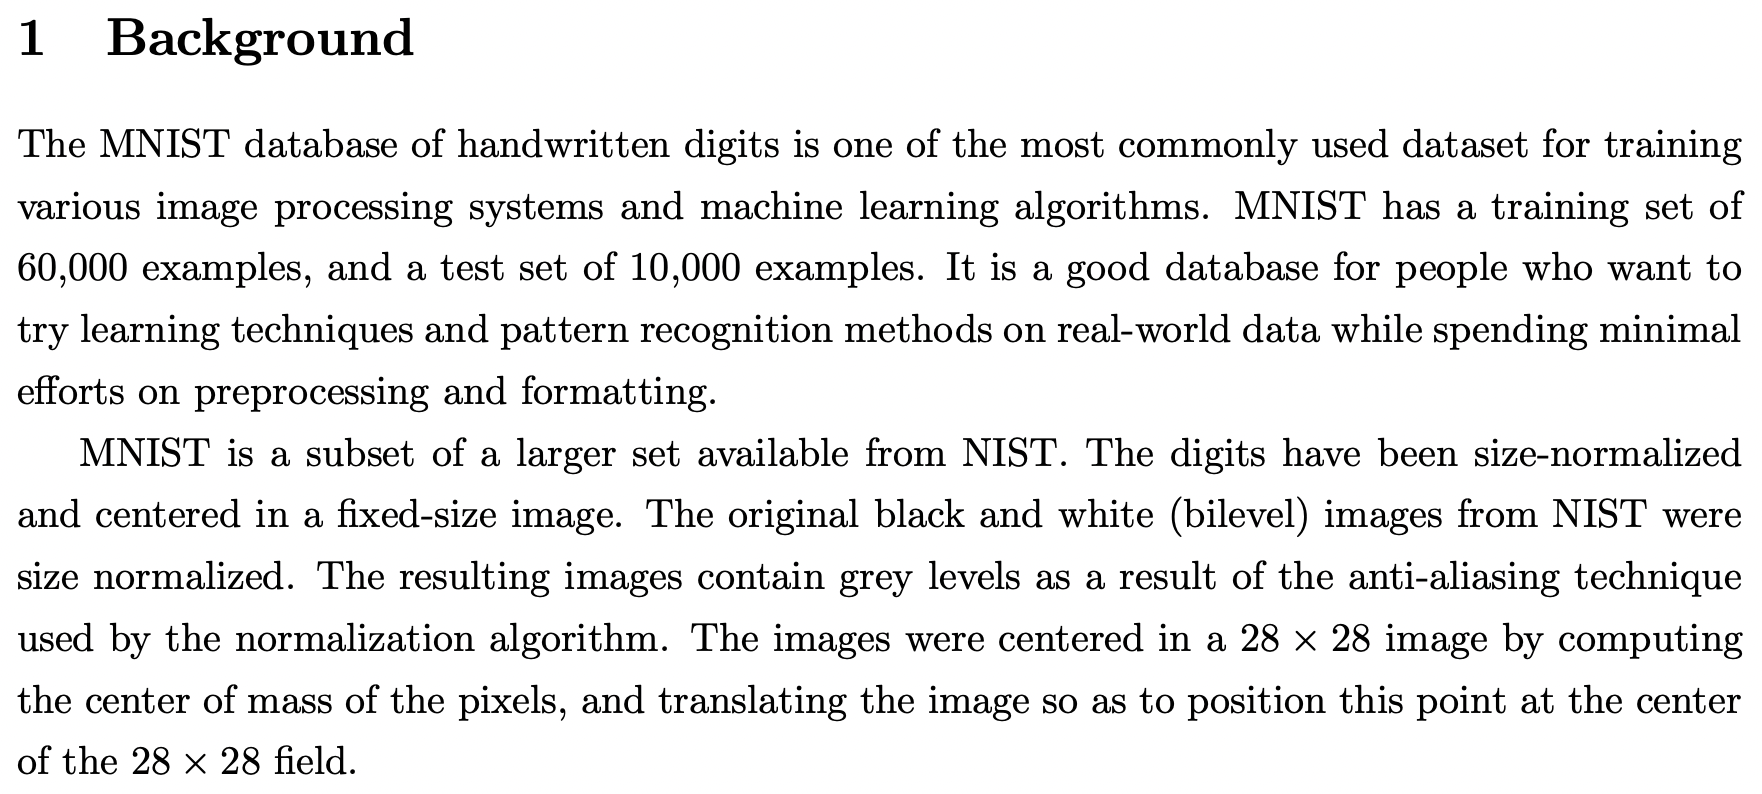 1 Background
The MNIST database of handwritten digits is one of the most commonly used dataset for training
various image processing systems and machine learning algorithms. MNIST has a training set of
60,000 examples, and a test set of 10,000 examples. It is a good database for people who want to
try learning techniques and pattern recognition methods on real-world data while spending minimal
efforts on preprocessing and formatting.
MNIST is a subset of a larger set available from NIST. The digits have been size-normalized
and centered in a fixed-size image. The original black and white (bilevel) images from NIST were
size normalized. The resulting images contain grey levels as a result of the anti-aliasing technique
used by the normalization algorithm. The images were centered in a 28 × 28 image by computing
the center of mass of the pixels, and translating the image so as to position this point at the center
of the 28 × 28 field.